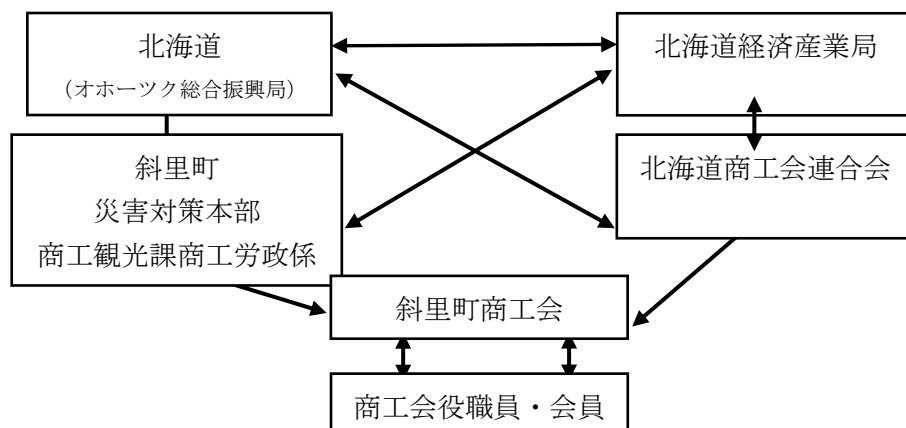 北海道
（オホーツク総合振興局）
北海道経済産業局
斜里町
災害対策本部
商工観光課商工労政係
北海道商工会連合会
斜里町商工会
商工会役職員・会員